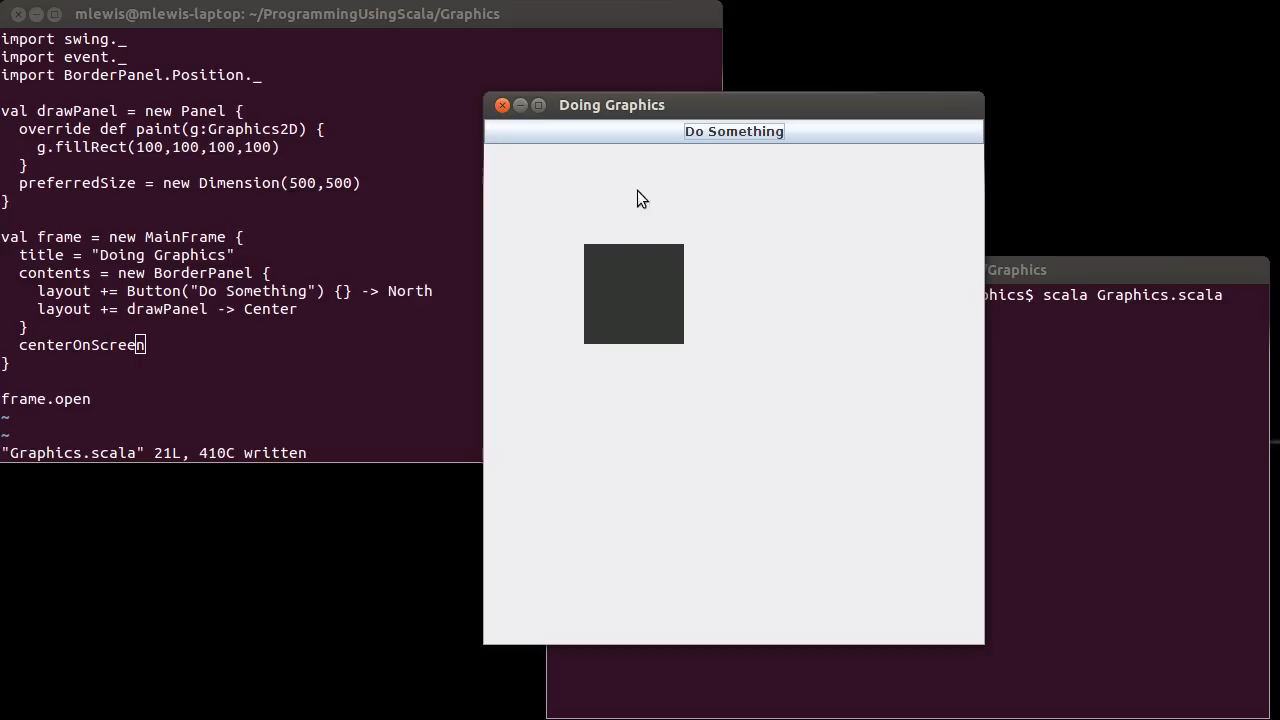 mlewis@mlewis-laptop: ~/ProgrammingUsingScala/Graphics
import swing._
import event._
import BorderPanel.Position._
val drawPanel = new Panel {
  override def paint(g:Graphics2D) {
    g.fillRect(100,100,100,100)
  }
  preferredSize = new Dimension(500,500)
}
val frame = new MainFrame {
  title = "Doing Graphics"
  contents = new BorderPanel {
    layout += Button("Do Something") {} -> North
    layout += drawPanel -> Center
  }
  centerOnScreen
}
frame.open
~
~
"Graphics.scala" 21L, 410C written
Doing Graphics
Do Something
/Graphics
phics$ scala Graphics.scala